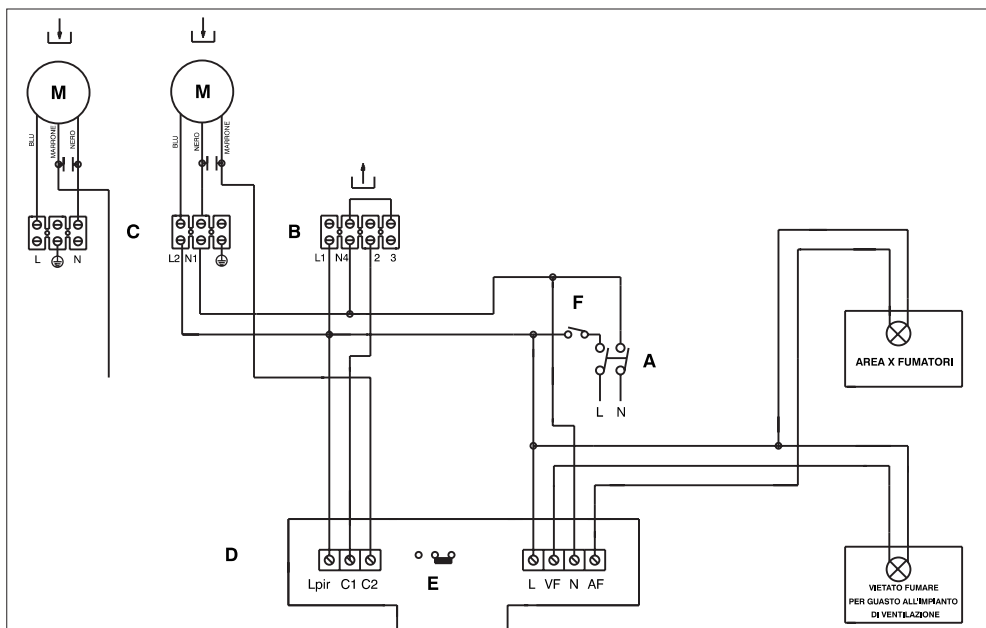 M
M
BLU
MARRONE
NERO
BLU
NERO
MARRONE
C
B
L
N
L2 N1
L1 N4 2 3
F
A
L N
AREA X FUMATORI
D
E
Lpir C1 C2
L VF N AF
VIETATO FUMARE
PER GUASTO ALL'IMPIANTO
DI VENTILAZIONE